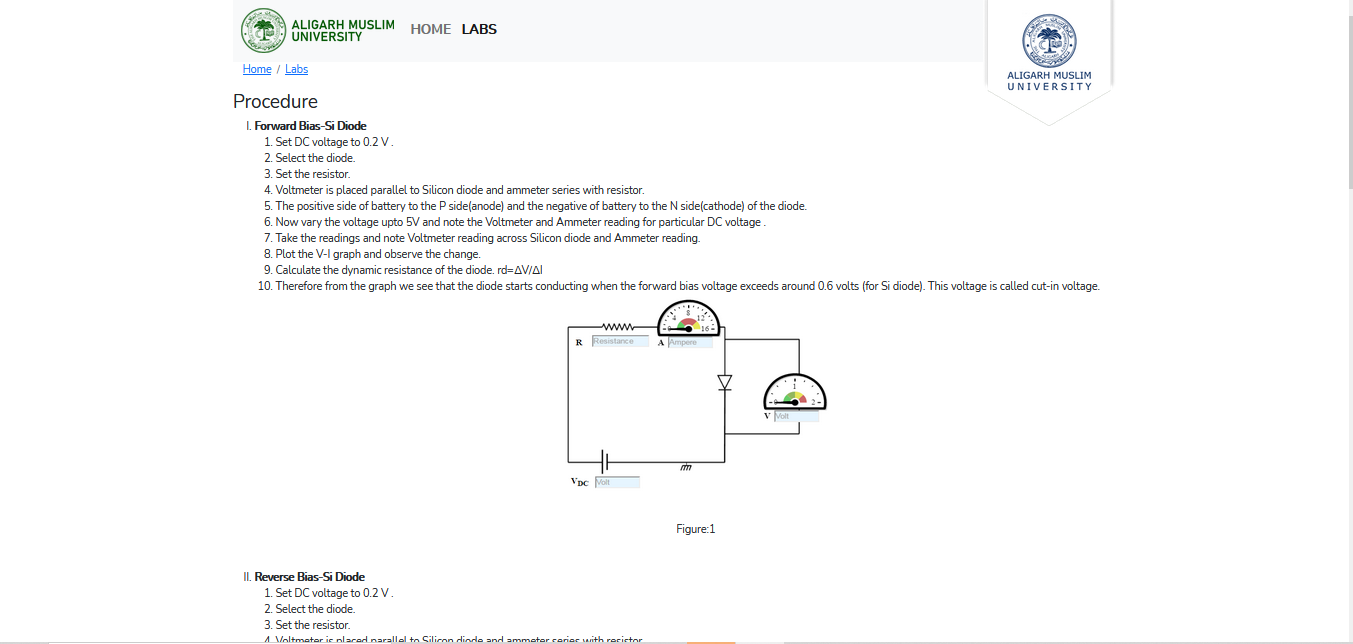 ALIGARH MUSLIM
UNIVERSITY
HOME LABS
ALIGARH MUSLIM
UNIVERSITY
Home / Labs
Procedure
I. Forward Bias-Si Diode
1. Set DC voltage to 0.2 V .
2. Select the diode.
3. Set the resistor.
4. Voltmeter is placed parallel to Silicon diode and ammeter series with resistor.
5. The positive side of battery to the P side(anode) and the negative of battery to the N side(cathode) of the diode.
6. Now vary the voltage upto 5V and note the Voltmeter and Ammeter reading for particular DC voltage .
7. Take the readings and note Voltmeter reading across Silicon diode and Ammeter reading.
8. Plot the V-I graph and observe the change.
9. Calculate the dynamic resistance of the diode. rd=ΔV/ΔI
10. Therefore from the graph we see that the diode starts conducting when the forward bias voltage exceeds around 0.6 volts (for Si diode). This voltage is called cut-in voltage.
0 4 8 12 16
R Resistance A Ampere
0 1 2
V Volt
VDC Volt
Figure:1
II. Reverse Bias-Si Diode
1. Set DC voltage to 0.2 V .
2. Select the diode.
3. Set the resistor.
4. Voltmeter is placed parallel to Silicon diode and ammeter series with resistor.